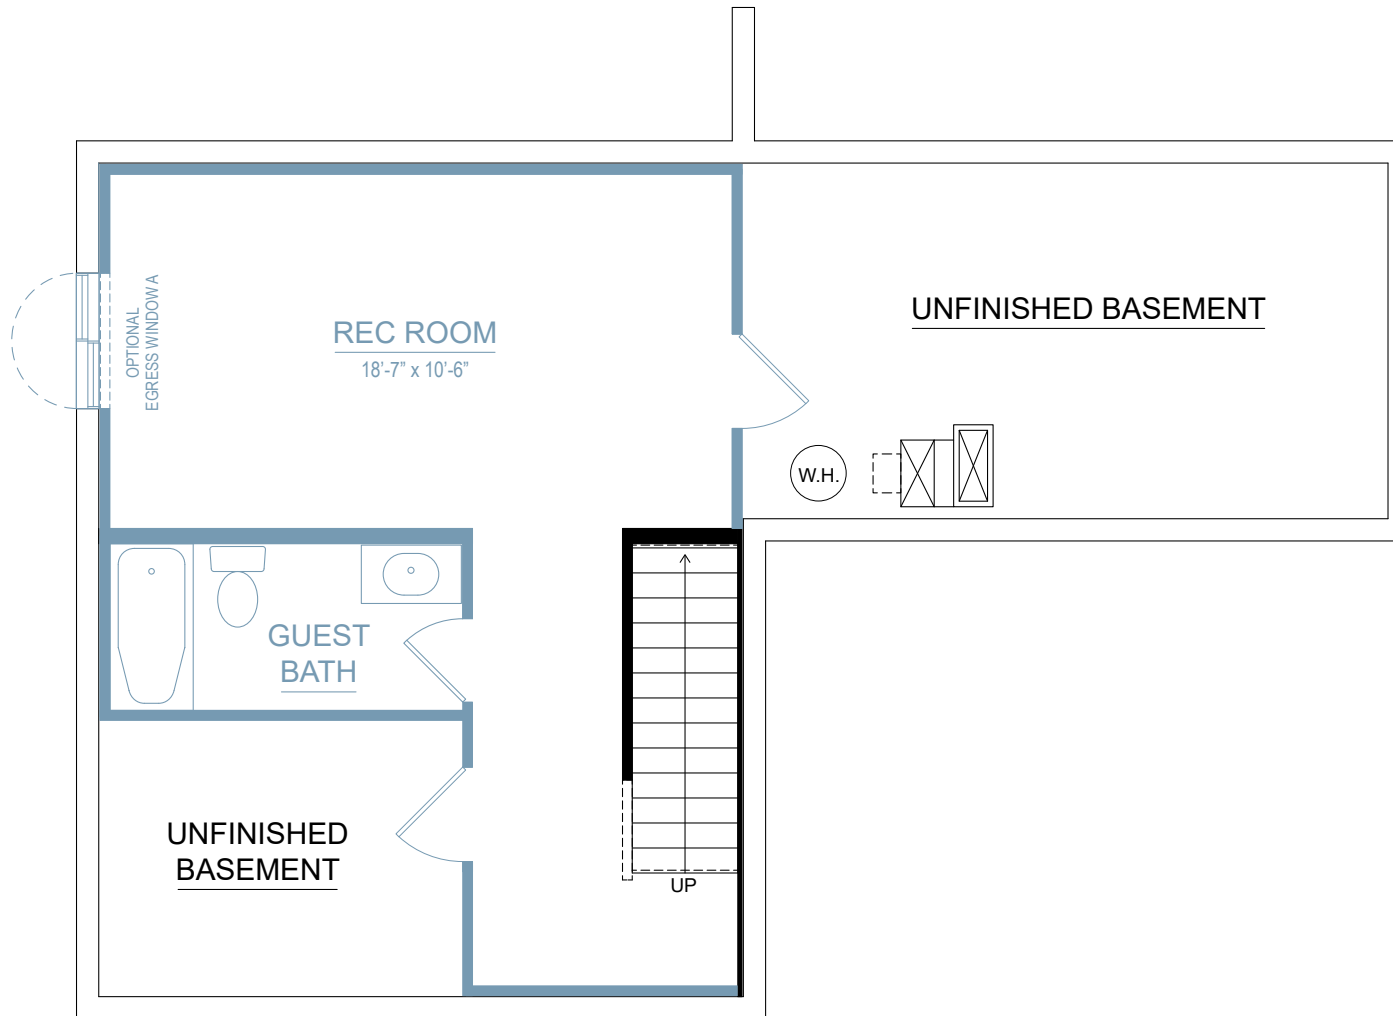 UNFINISHED BASEMENT
OPTIONAL
EGRESS WINDOW A
REC ROOM
18’-7” x 10’-6”
W.H.
GUEST
BATH
UNFINISHED
BASEMENT
UP